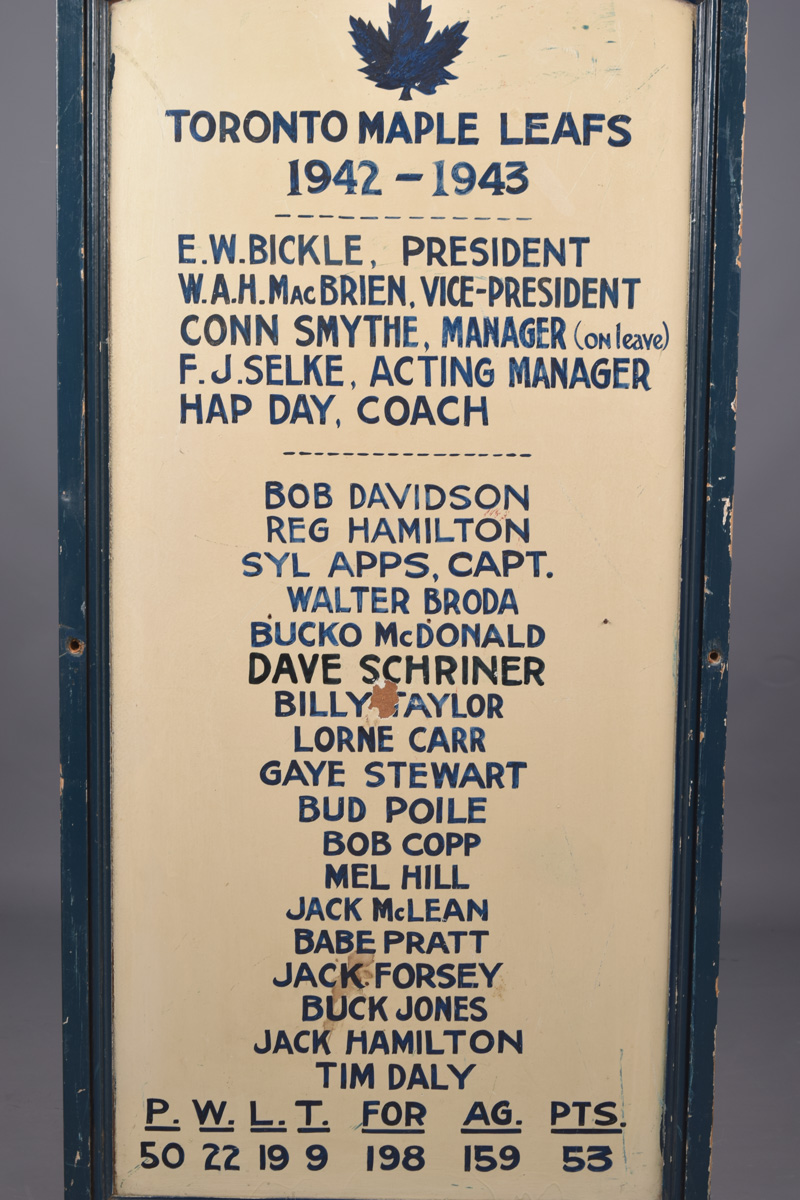 TORONTO MAPLE LEAFS
1942 - 1943
E.W. BICKLE, PRESIDENT
W.A.H. MacBRIEN, VICE-PRESIDENT
CONN SMYTHE, MANAGER (on leave)
F. J. SELKE, ACTING MANAGER
HAP DAY, COACH
BOB DAVIDSON
REG HAMILTON
SYL APPS, CAPT.
WALTER BRODA
BUCKO McDONALD
DAVE SCHRINER
BILLY TAYLOR
LORNE CARR
GAYE STEWART
BUD POILE
BOB COPP
MEL HILL
JACK McLEAN
BABE PRATT
JACK FORSEY
BUCK JONES
JACK HAMILTON
TIM DALY
P. W. L. T. FOR AG. PTS.
50 22 19 9 198 159 53